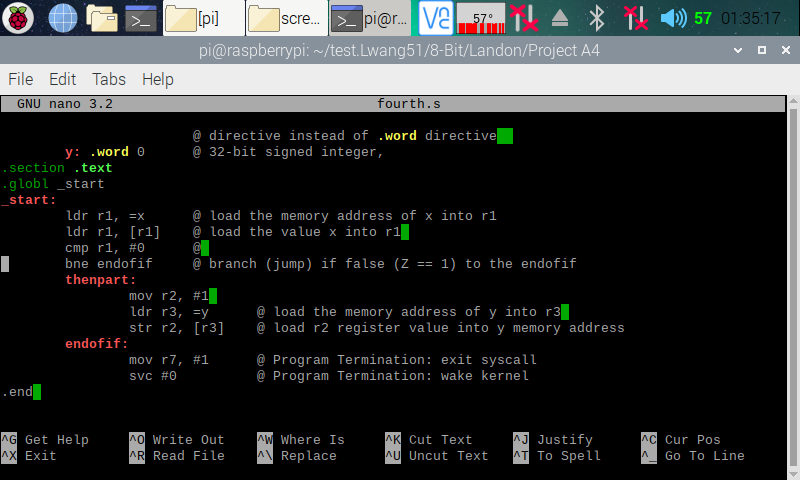 [pi] scre... pi@r... 57° 57 01:35:17
pi@raspberrypi: ~/test.Lwang51/8-Bit/Landon/Project A4
File Edit Tabs Help
GNU nano 3.2 fourth.s
@ directive instead of .word directive
y: .word 0 @ 32-bit signed integer,
.section .text
.globl _start
_start:
ldr r1, =x @ load the memory address of x into r1
ldr r1, [r1] @ load the value x into r1
cmp r1, #0 @
bne endofif @ branch (jump) if false (Z == 1) to the endofif
thenpart:
mov r2, #1
ldr r3, =y @ load the memory address of y into r3
str r2, [r3] @ load r2 register value into y memory address
endofif:
mov r7, #1 @ Program Termination: exit syscall
svc #0 @ Program Termination: wake kernel
.end
^G Get Help ^O Write Out ^W Where Is ^K Cut Text ^J Justify ^C Cur Pos
^X Exit ^R Read File ^\ Replace ^U Uncut Text ^T To Spell ^_ Go To Line